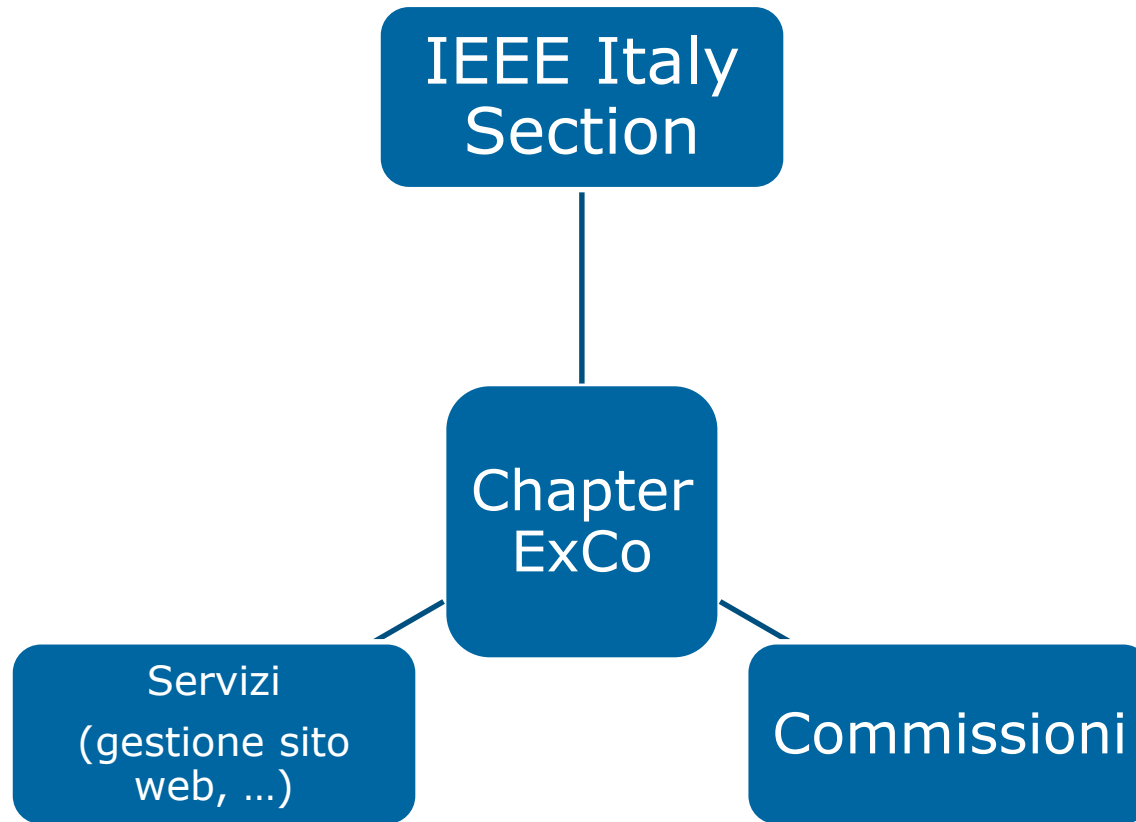 IEEE Italy
Section
Chapter
ExCo
Servizi
(gestione sito
web, …)
Commissioni